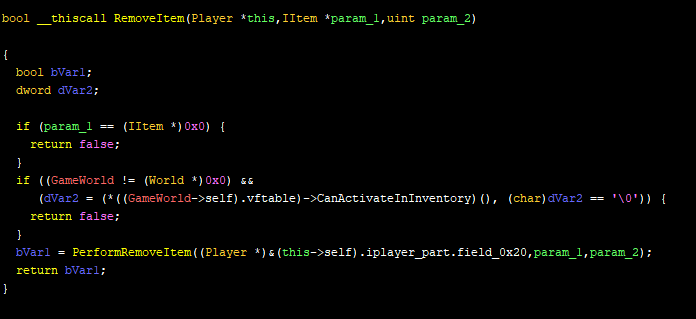 bool __thiscall RemoveItem(Player *this,IItem *param_1,uint param_2)
{
bool bVar1;
dword dVar2;
if (param_1 == (IItem *)0x0) {
return false;
}
if ((GameWorld != (World *)0x0) &&
(dVar2 = (*((GameWorld->self).vftable)->CanActivateInInventory)(), (char)dVar2 == '\0')) {
return false;
}
bVar1 = PerformRemoveItem((Player *)&(this->self).iplayer_part.field_0x20,param_1,param_2);
return bVar1;
}